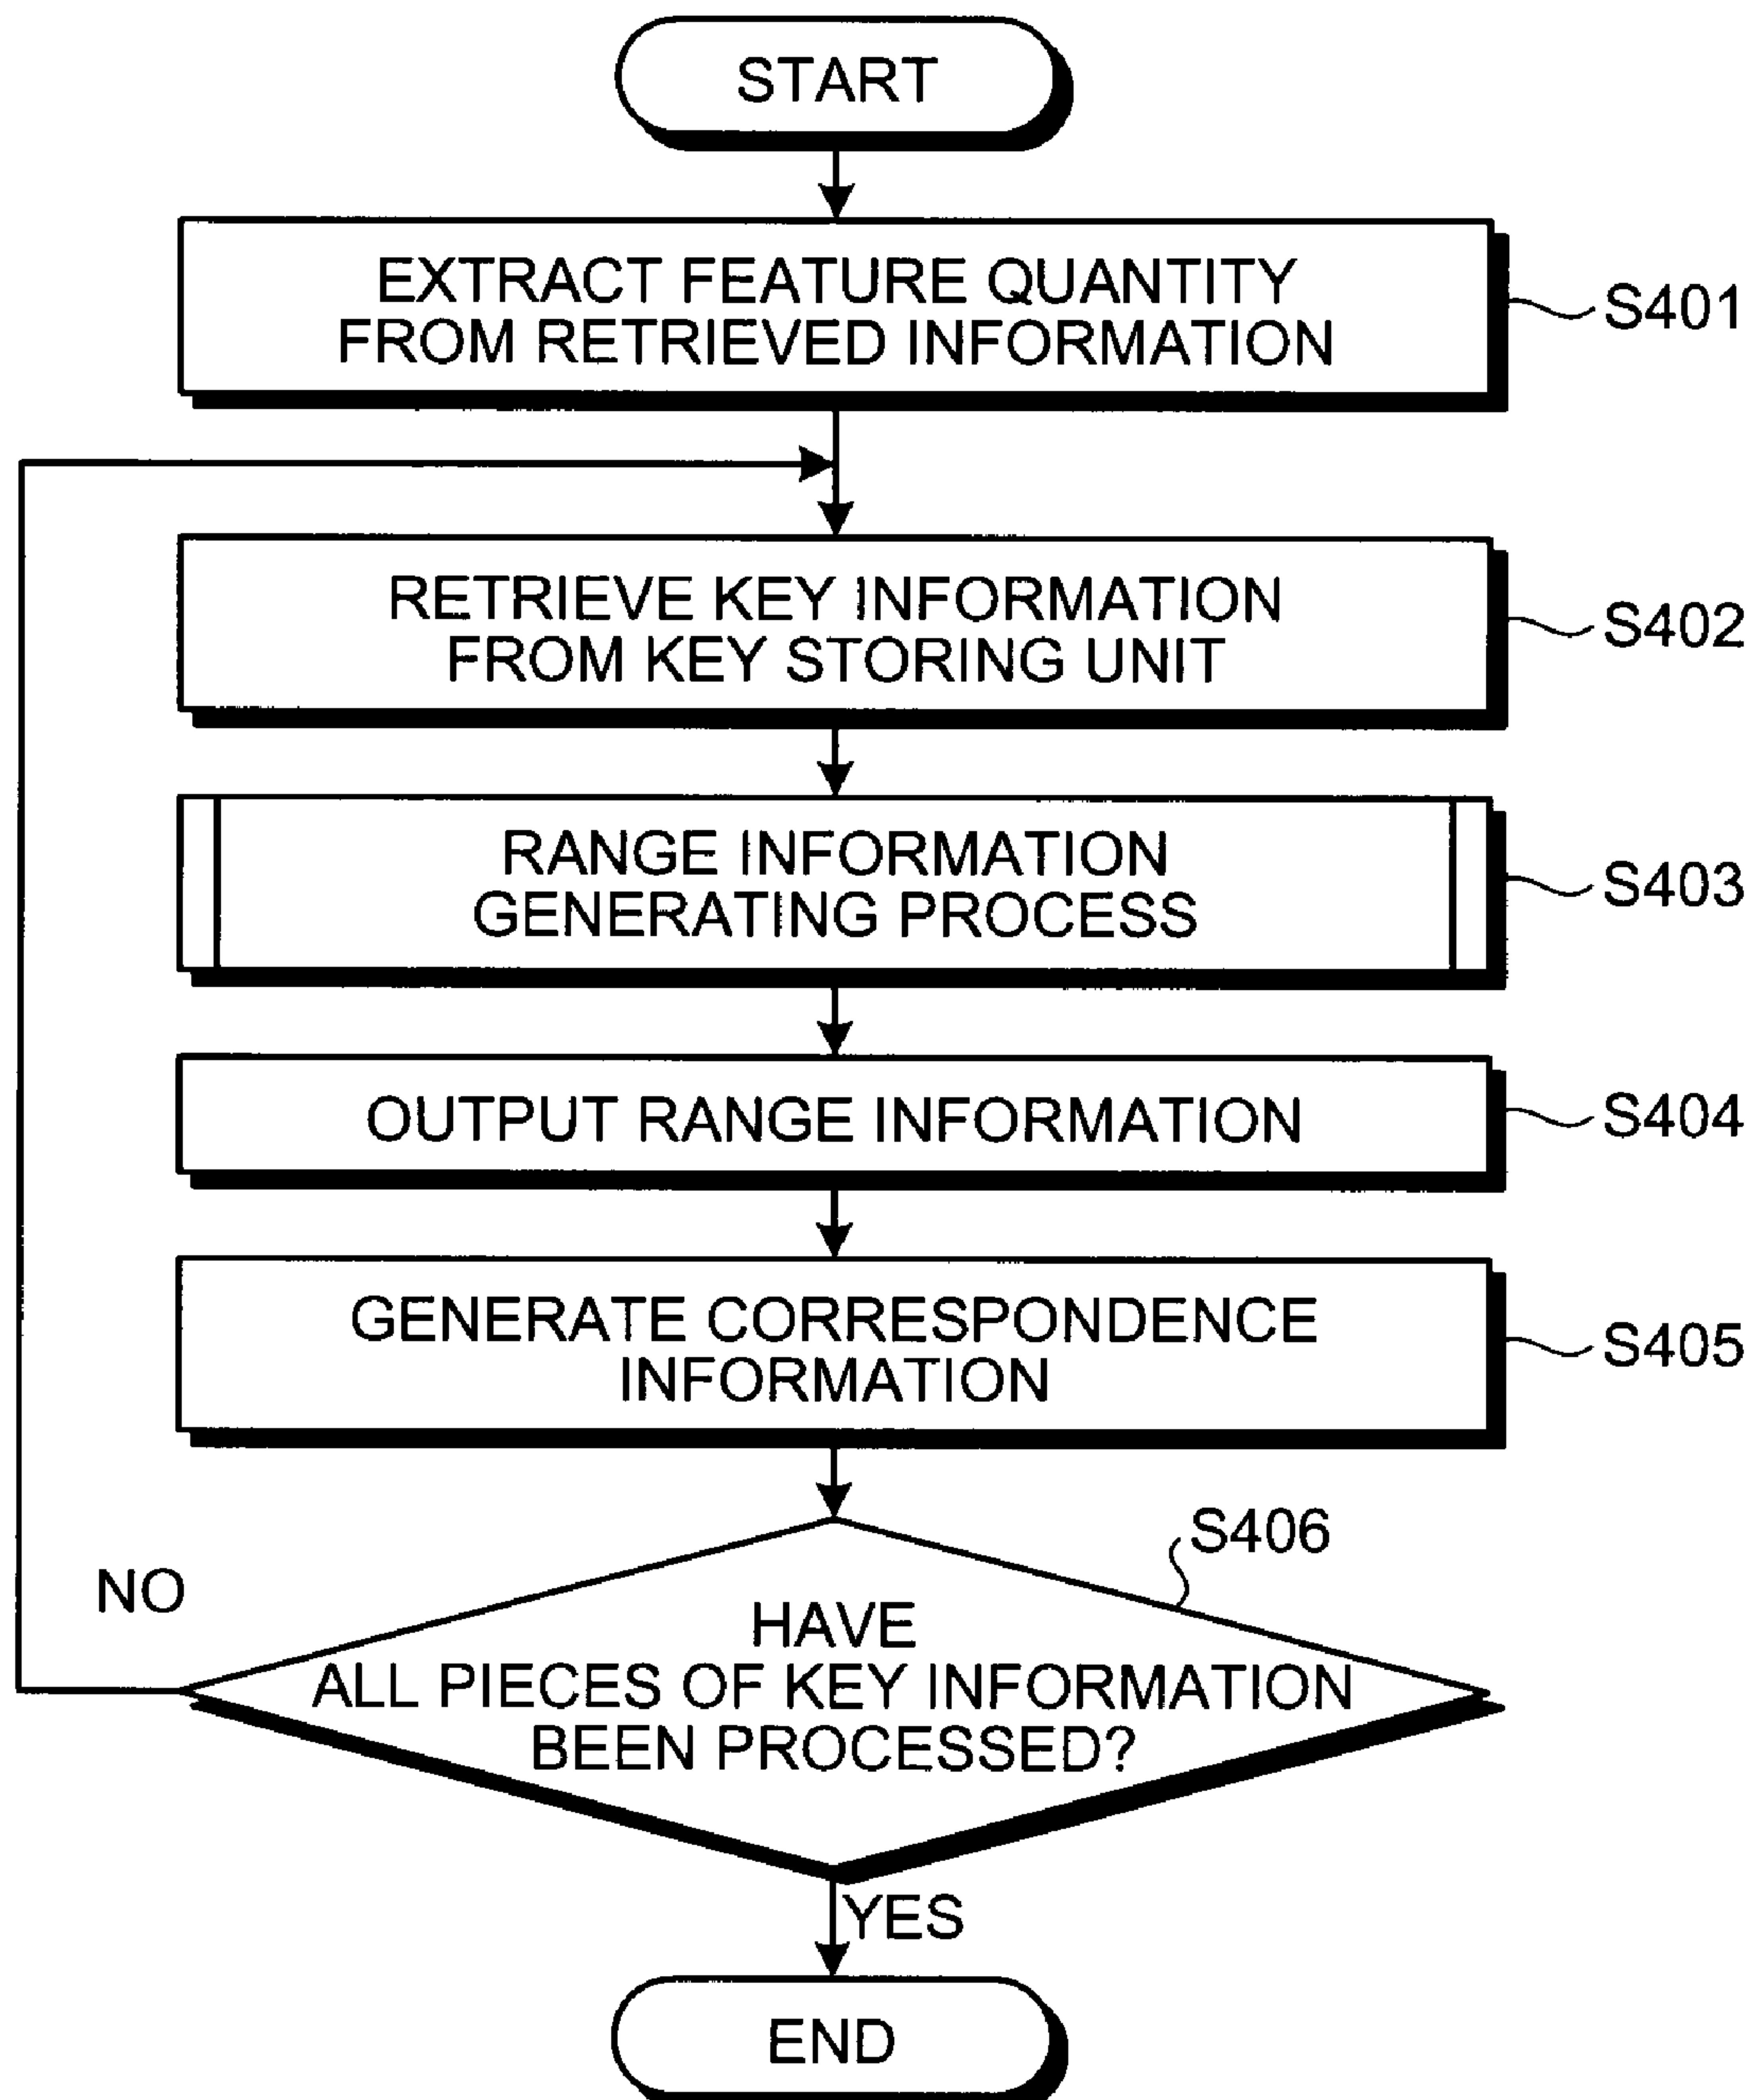 START
EXTRACT FEATURE QUANTITY
FROM RETRIEVED INFORMATION
S401
RETRIEVE KEY INFORMATION
FROM KEY STORING UNIT
S402
RANGE INFORMATION
GENERATING PROCESS
S403
OUTPUT RANGE INFORMATION
S404
GENERATE CORRESPONDENCE
INFORMATION
S405
S406
NO
HAVE
ALL PIECES OF KEY INFORMATION
BEEN PROCESSED?
YES
END